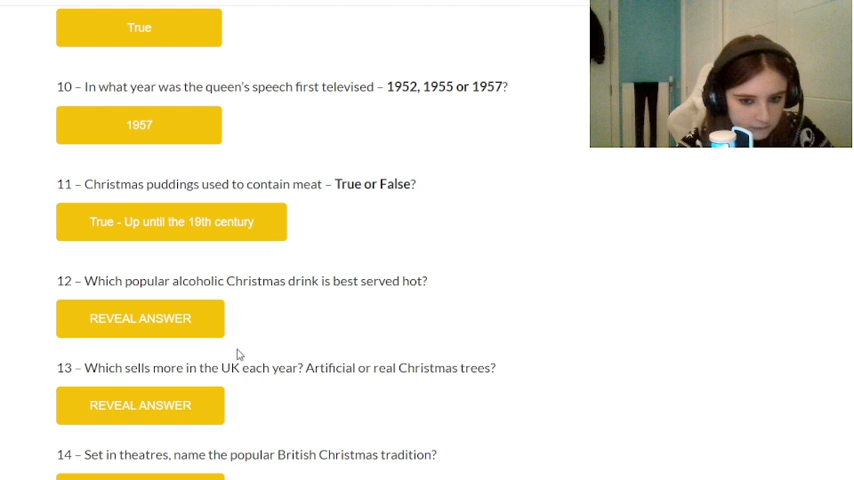 True
10 – In what year was the queen's speech first televised – 1952, 1955 or 1957?
1957
11 – Christmas puddings used to contain meat – True or False?
True - Up until the 19th century
12 – Which popular alcoholic Christmas drink is best served hot?
REVEAL ANSWER
13 – Which sells more in the UK each year? Artificial or real Christmas trees?
REVEAL ANSWER
14 – Set in theatres, name the popular British Christmas tradition?